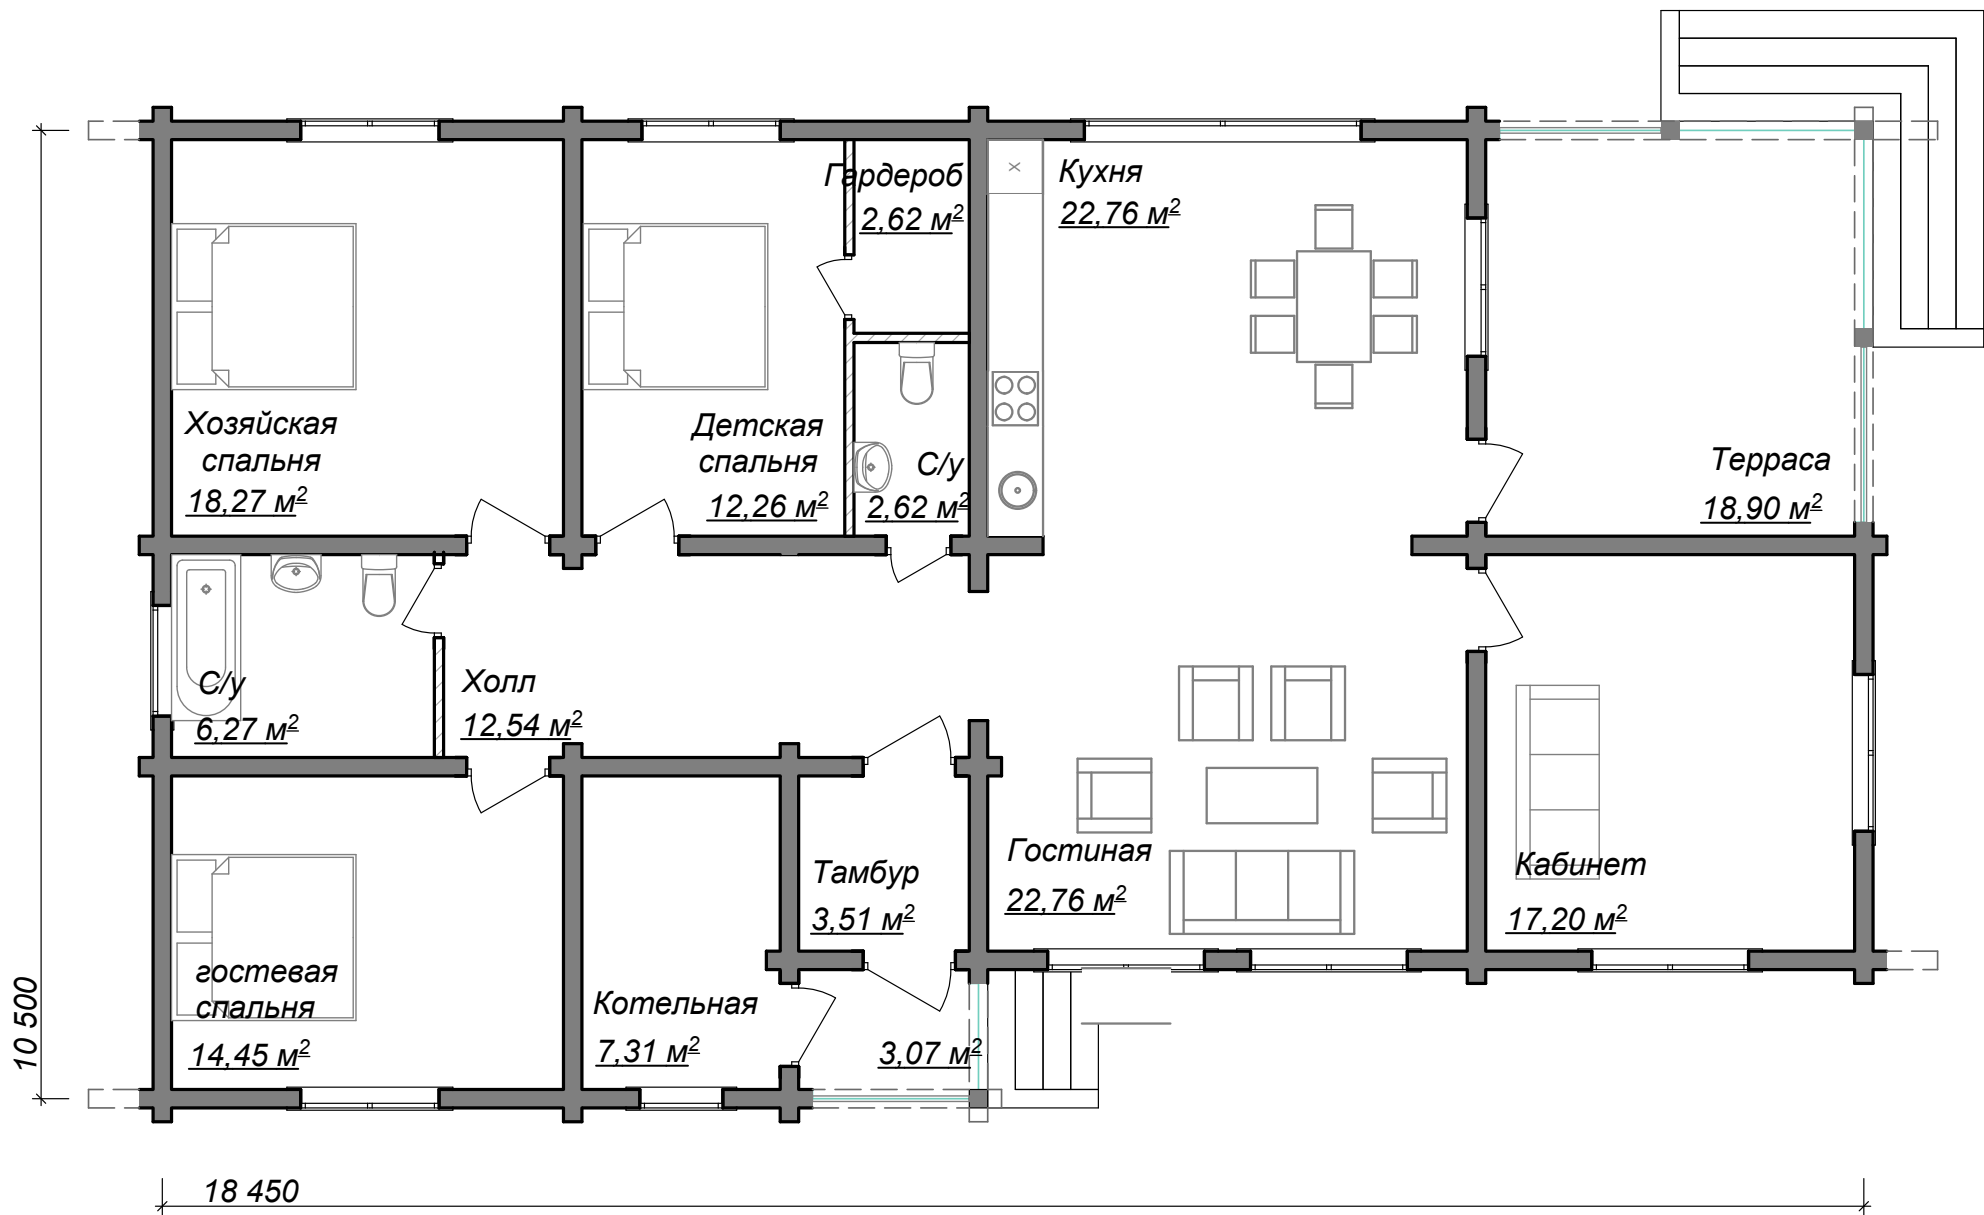 Гардероб
2,62 м²
Кухня
22,76 м²
Хозяйская
спальня
18,27 м²
Детская
спальня
12,26 м²
С/у
2,62 м²
Терраса
18,90 м²
С/у
6,27 м²
Холл
12,54 м²
Тамбур
3,51 м²
Гостиная
22,76 м²
Кабинет
17,20 м²
гостевая
спальня
14,45 м²
Котельная
7,31 м²
3,07 м²
10 500
18 450